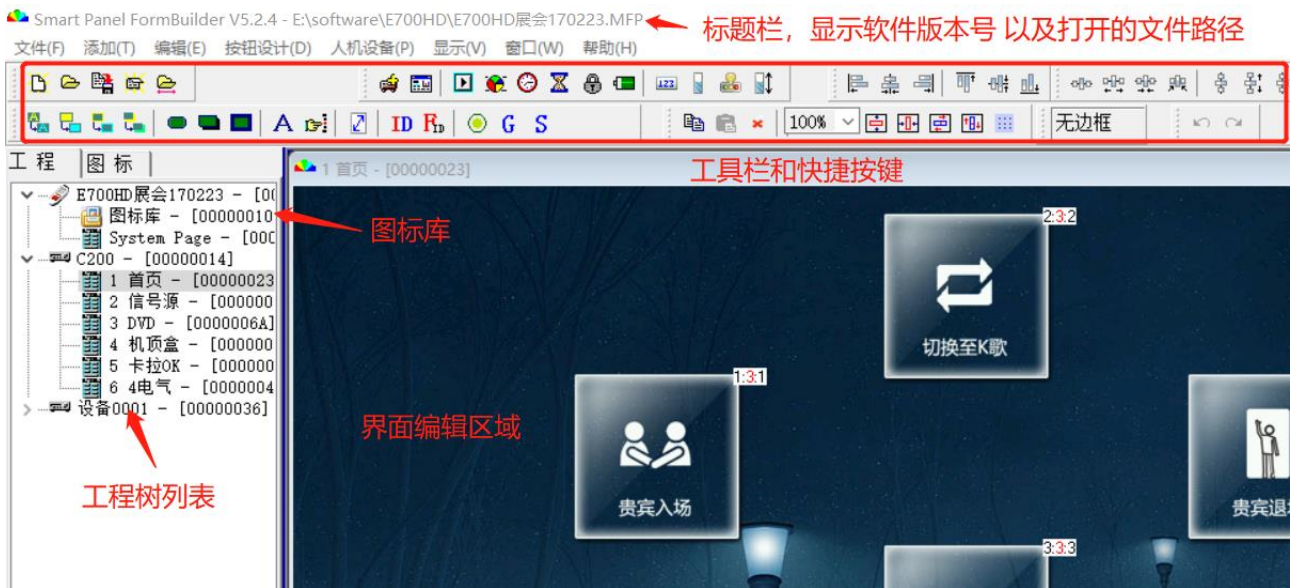 Smart Panel FormBuilder V5.2.4 - E:\software\E700HD\E700HD展会170223.MFP
标题栏，显示软件版本号 以及打开的文件路径
文件(F) 添加(T) 编辑(E) 按钮设计(D) 人机设备(P) 显示(V) 窗口(W) 帮助(H)
123
A ID RID G S 100% 无边框
工程 图标
1 首页 - [00000023]
工具栏和快捷按键
E700HD展会170223 - [00
图标库 - [00000010
图标库
System Page - [000
C200 - [00000014]
1 首页 - [00000023
2 信号源 - [000000
3 DVD - [0000006A]
4 机顶盒 - [000000
5 卡拉OK - [000000
6 4电气 - [0000004
设备0001 - [00000036]
工程树列表
界面编辑区域
2:3:2
切换至K歌
1:3:1
贵宾入场
贵宾退
3:3:3